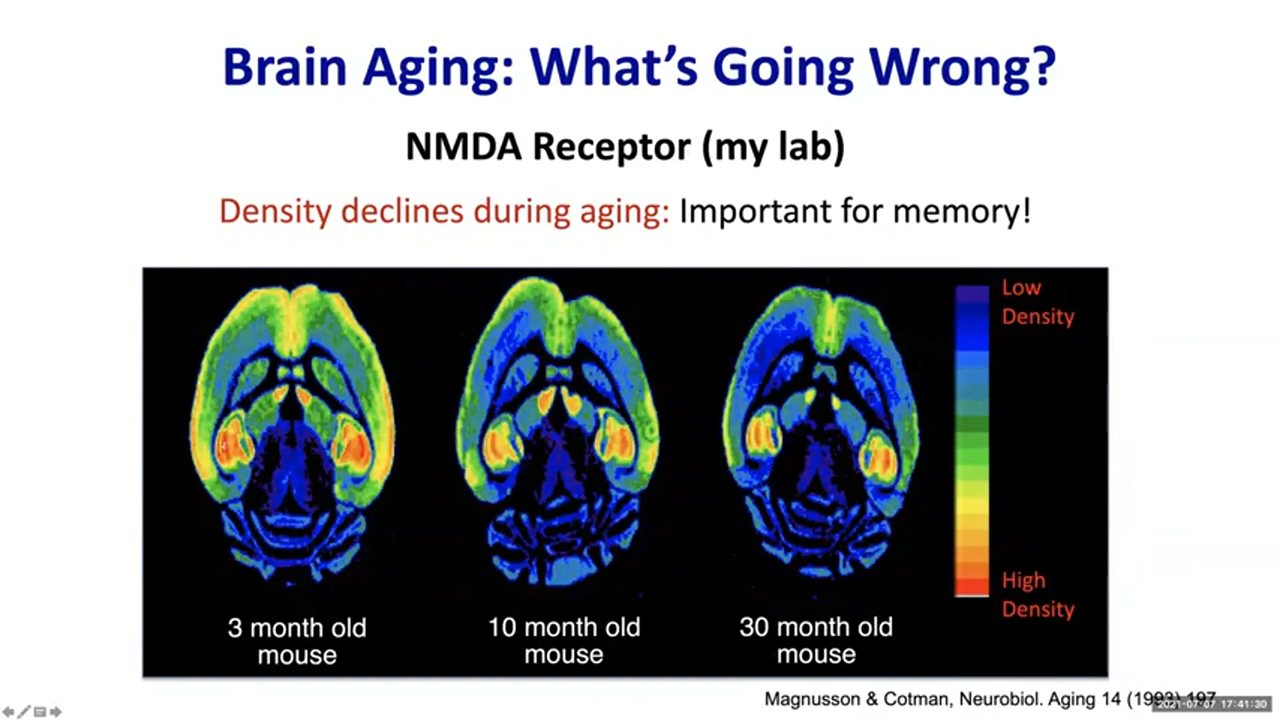 Brain Aging: What's Going Wrong?
NMDA Receptor (my lab)
Density declines during aging: Important for memory!
Low
Density
High
Density
3 month old
mouse
10 month old
mouse
30 month old
mouse
Magnusson & Cotman, Neurobiol. Aging 14 (1993) 197
2021-07-07 17:41:30